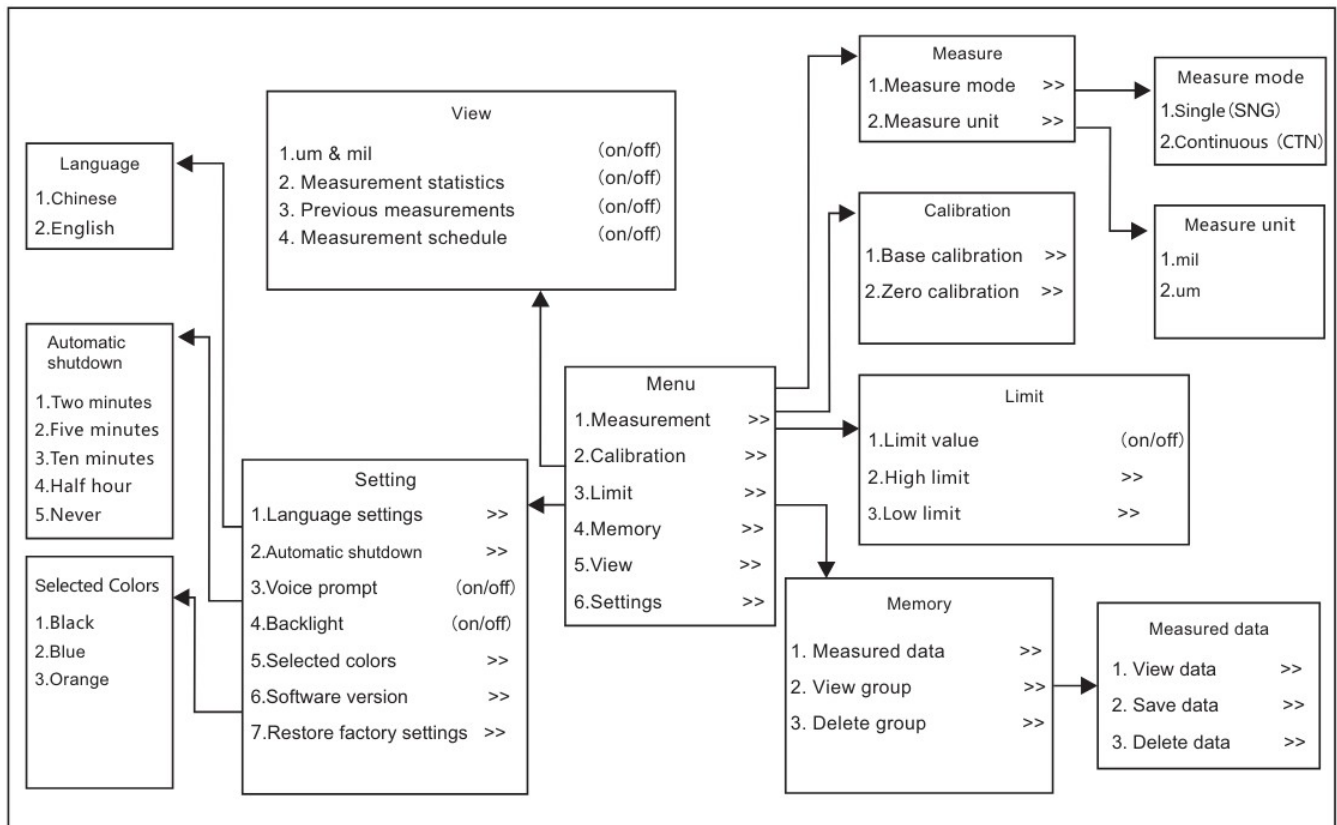 Measure
1.Measure mode >>
2.Measure unit >>
Measure mode
1.Single(SNG)
2.Continuous (CTN)
View
1.um & mil (on/off)
2. Measurement statistics (on/off)
3. Previous measurements (on/off)
4. Measurement schedule (on/off)
Language
1.Chinese
2.English
Calibration
1.Base calibration >>
2.Zero calibration >>
Measure unit
1.mil
2.um
Automatic
shutdown
1.Two minutes
2.Five minutes
3.Ten minutes
4.Half hour
5.Never
Menu
1.Measurement >>
2.Calibration >>
3.Limit >>
4.Memory >>
5.View >>
6.Settings >>
Limit
1.Limit value (on/off)
2.High limit >>
3.Low limit >>
Setting
1.Language settings >>
2.Automatic shutdown >>
3.Voice prompt (on/off)
4.Backlight (on/off)
5.Selected colors >>
6.Software version >>
7.Restore factory settings >>
Selected Colors
1.Black
2.Blue
3.Orange
Memory
1. Measured data >>
2. View group >>
3. Delete group >>
Measured data
1. View data >>
2. Save data >>
3. Delete data >>